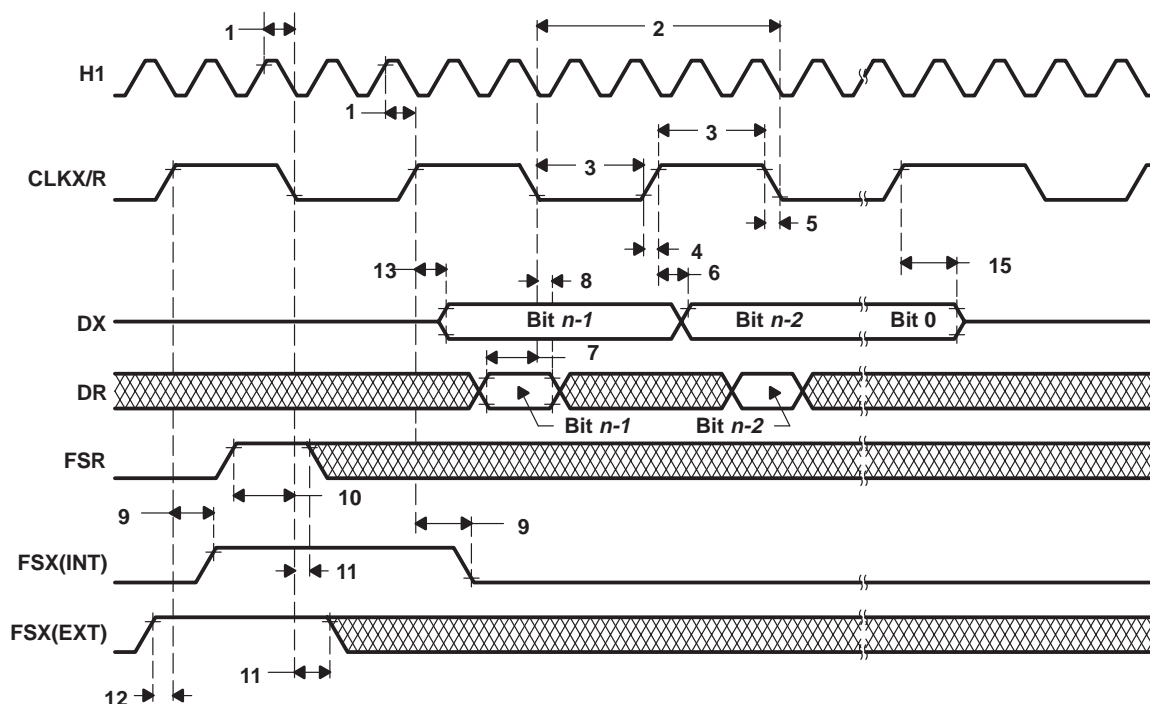 1
2
H1
1
3
3
CLKX/R
5
4
13
8
6
15
DX
Bit n-1
Bit n-2
Bit 0
7
DR
Bit n-1
Bit n-2
FSR
10
9
9
FSX(INT)
11
FSX(EXT)
11
12